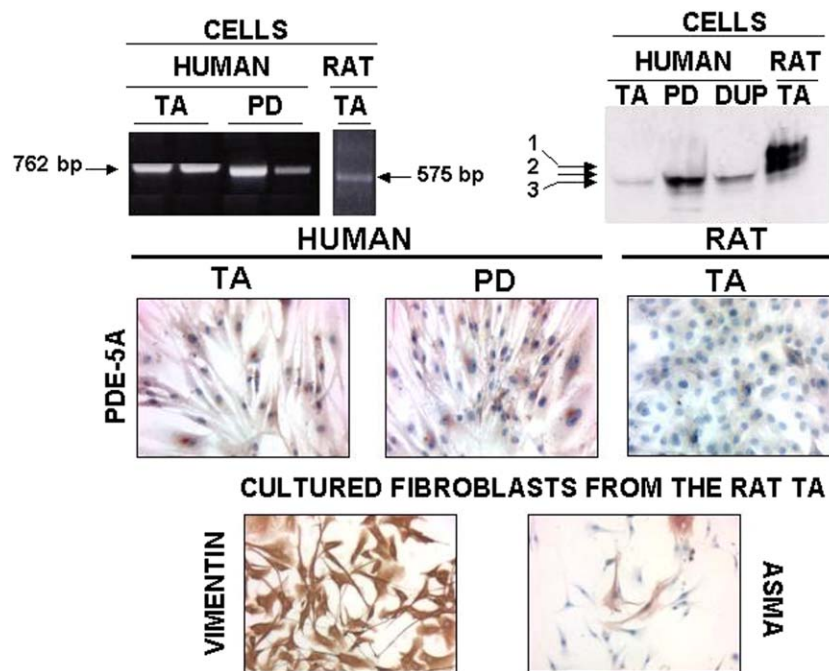 CELLS
HUMAN RAT
TA PD TA
762 bp
575 bp
CELLS
HUMAN RAT
TA PD DUP TA
1
2
3
HUMAN RAT
TA PD TA
PDE-5A
CULTURED FIBROBLASTS FROM THE RAT TA
VIMENTIN
ASMA